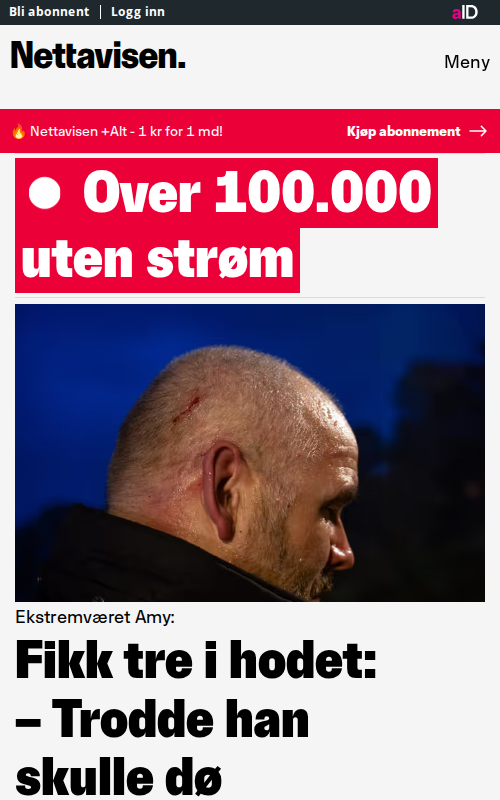 Bli abonnent | Logg inn
aID
Nettavisen.
Meny
🔥 Nettavisen +Alt - 1 kr for 1 md!
Kjøp abonnement →
● Over 100.000
uten strøm
Ekstremværet Amy:
Fikk tre i hodet:
– Trodde han
skulle dø